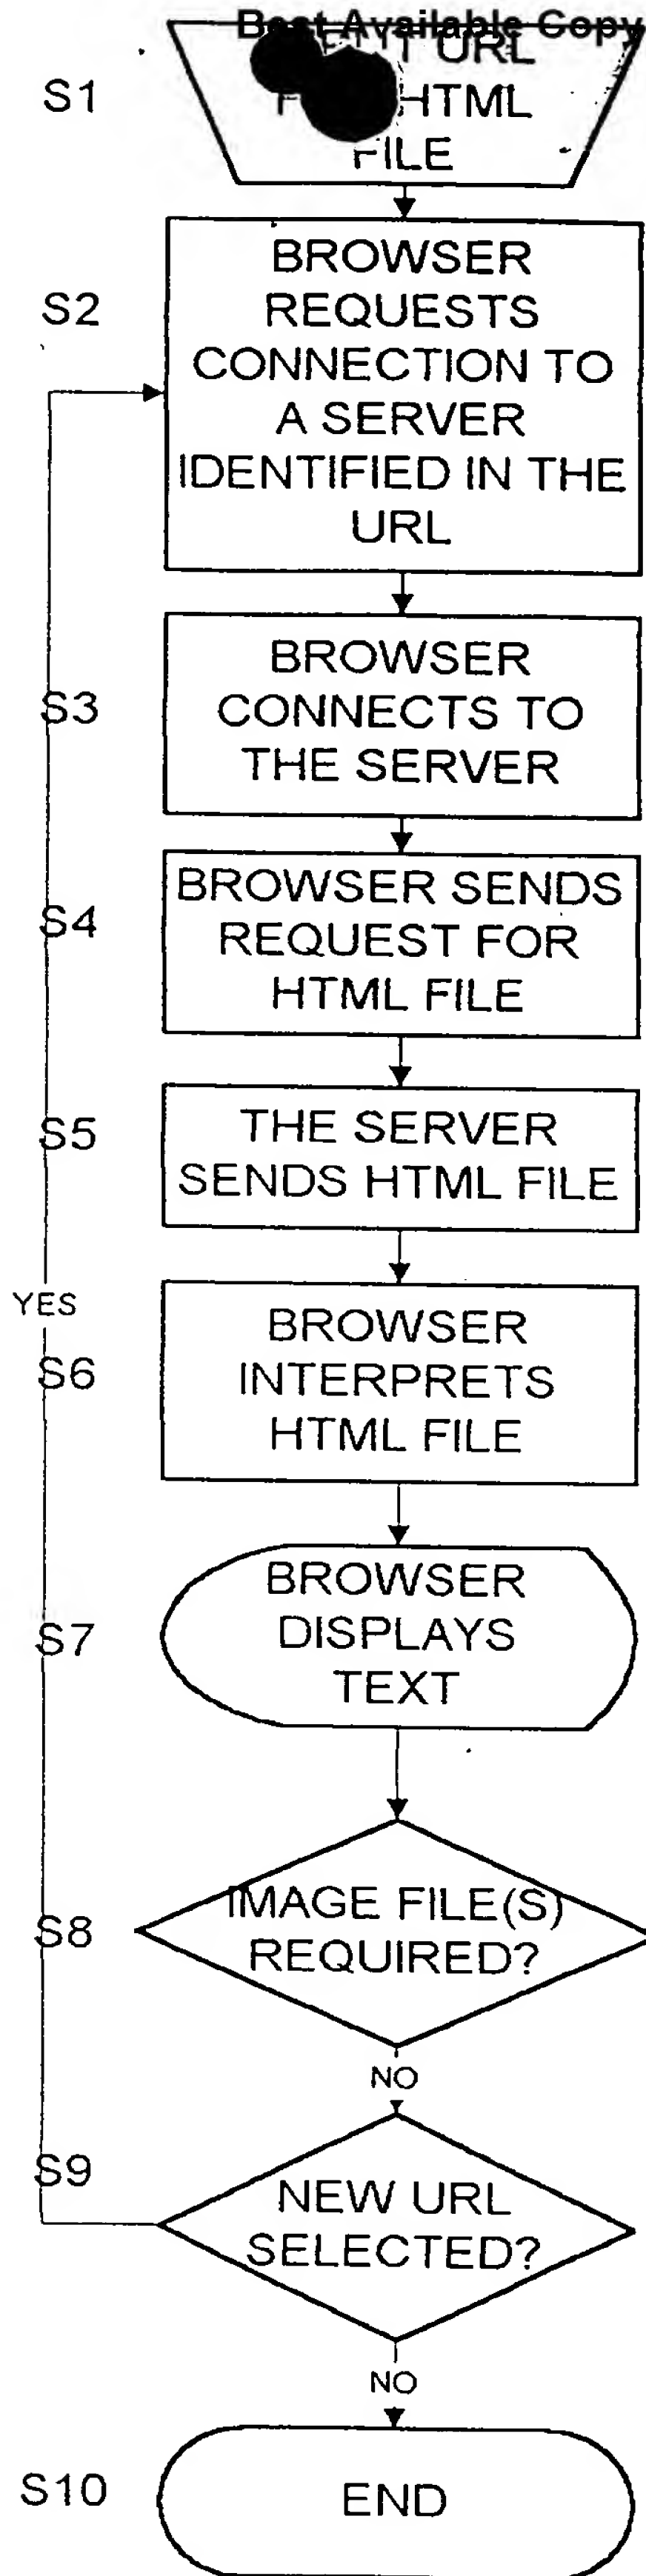 Best Available Copy
S1
URL
HTML
FILE
S2
BROWSER
REQUESTS
CONNECTION TO
A SERVER
IDENTIFIED IN THE
URL
S3
BROWSER
CONNECTS TO
THE SERVER
S4
BROWSER SENDS
REQUEST FOR
HTML FILE
S5
THE SERVER
SENDS HTML FILE
YES
S6
BROWSER
INTERPRETS
HTML FILE
S7
BROWSER
DISPLAYS
TEXT
S8
IMAGE FILE(S)
REQUIRED?
NO
S9
NEW URL
SELECTED?
NO
S10
END